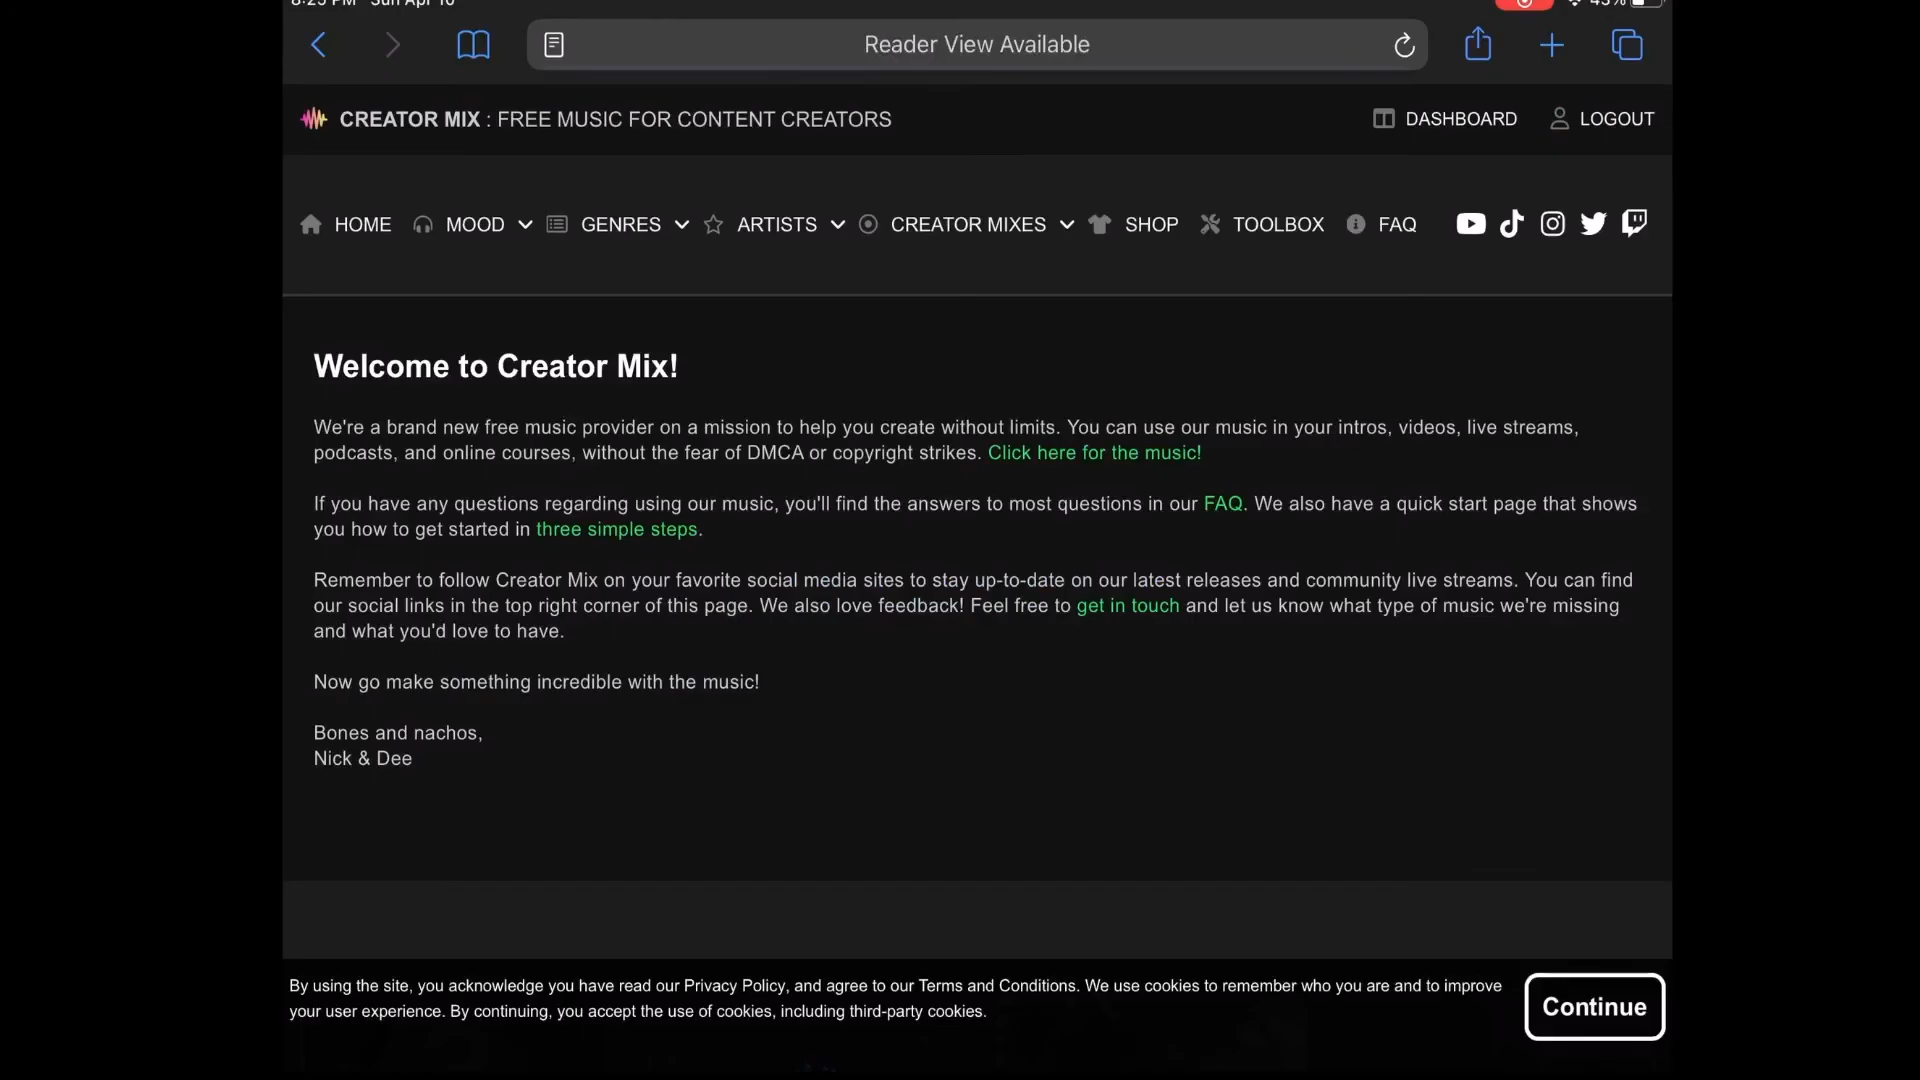 8:25 PM Sun Apr 10
43%
Reader View Available
CREATOR MIX : FREE MUSIC FOR CONTENT CREATORS
DASHBOARD
LOGOUT
HOME
MOOD
GENRES
ARTISTS
CREATOR MIXES
SHOP
TOOLBOX
FAQ
Welcome to Creator Mix!
We're a brand new free music provider on a mission to help you create without limits. You can use our music in your intros, videos, live streams,
podcasts, and online courses, without the fear of DMCA or copyright strikes. Click here for the music!
If you have any questions regarding using our music, you'll find the answers to most questions in our FAQ. We also have a quick start page that shows
you how to get started in three simple steps.
Remember to follow Creator Mix on your favorite social media sites to stay up-to-date on our latest releases and community live streams. You can find
our social links in the top right corner of this page. We also love feedback! Feel free to get in touch and let us know what type of music we're missing
and what you'd love to have.
Now go make something incredible with the music!
Bones and nachos,
Nick & Dee
By using the site, you acknowledge you have read our Privacy Policy, and agree to our Terms and Conditions. We use cookies to remember who you are and to improve
your user experience. By continuing, you accept the use of cookies, including third-party cookies.
Continue